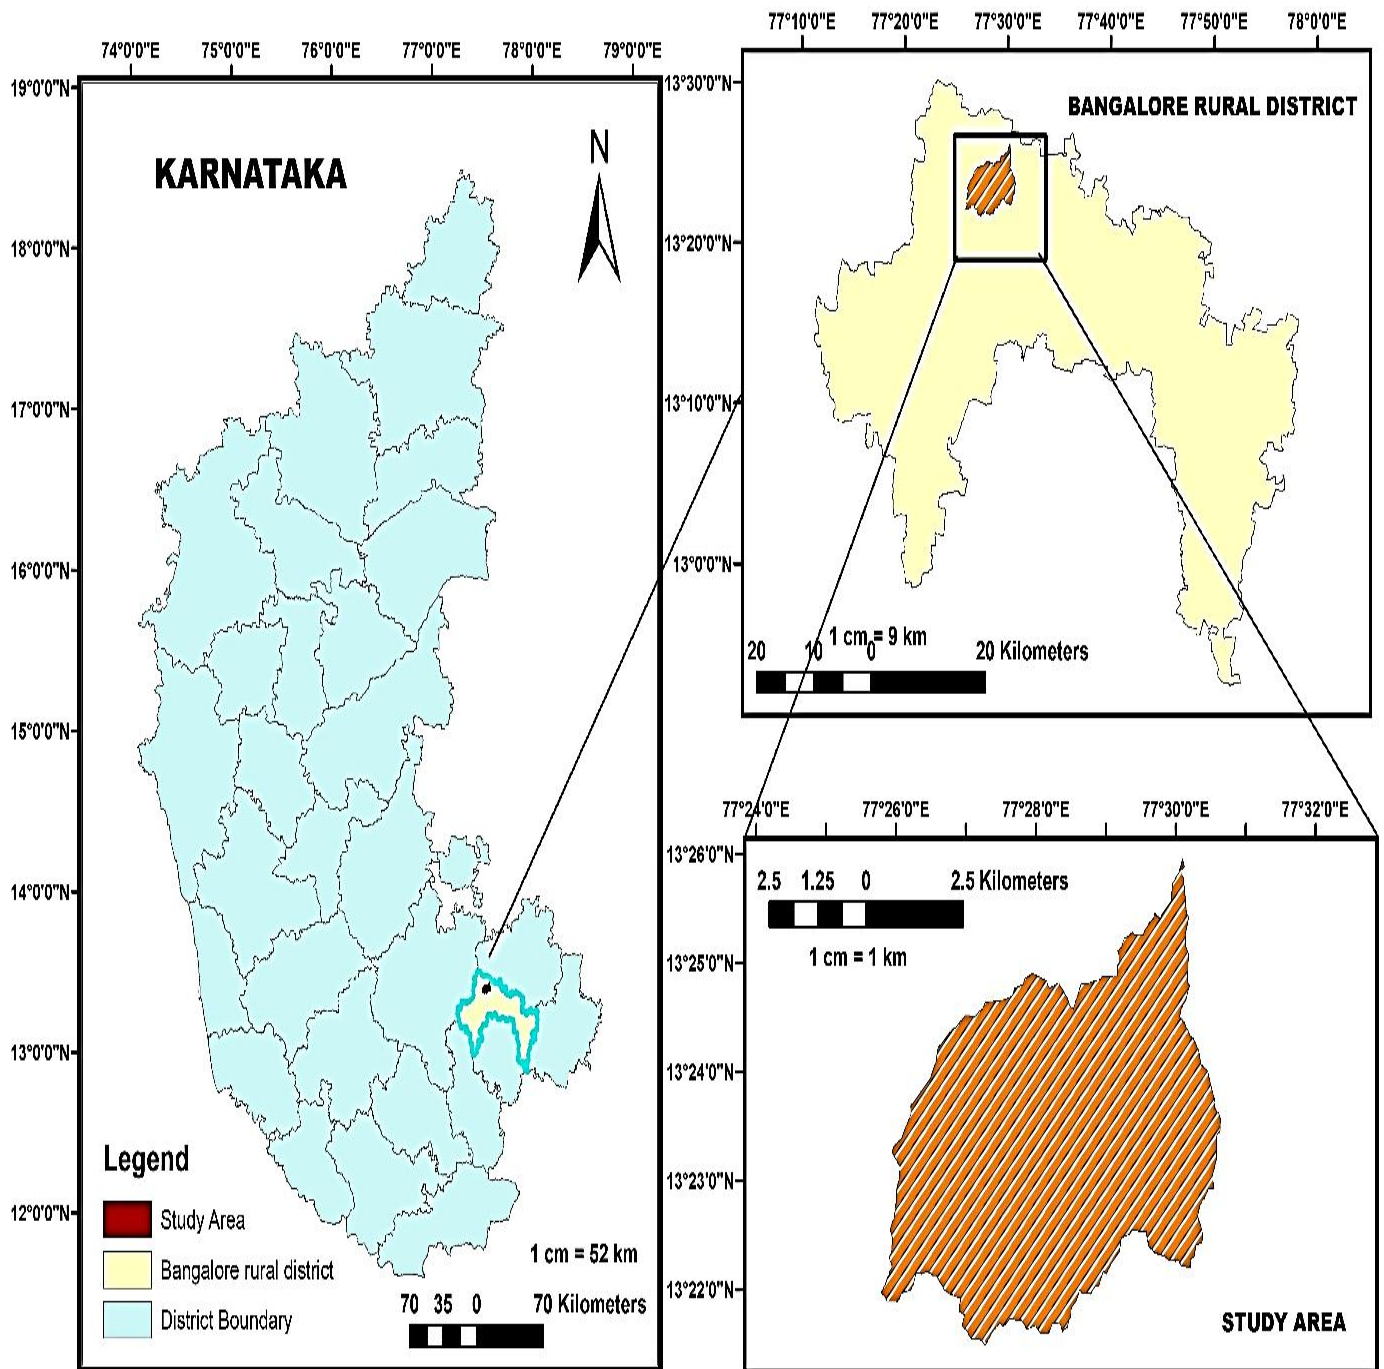 74°0'0"E 75°0'0"E 76°0'0"E 77°0'0"E 78°0'0"E 79°0'0"E
19°0'0"N
18°0'0"N
17°0'0"N
16°0'0"N
15°0'0"N
14°0'0"N
13°0'0"N
12°0'0"N
KARNATAKA
N
Legend
Study Area
Bangalore rural district
District Boundary
1 cm = 52 km
70 35 0 70 Kilometers
77°10'0"E 77°20'0"E 77°30'0"E 77°40'0"E 77°50'0"E 78°0'0"E
13°30'0"N
13°20'0"N
13°10'0"N
13°0'0"N
BANGALORE RURAL DISTRICT
1 cm = 9 km
20 10 0 20 Kilometers
77°24'0"E 77°26'0"E 77°28'0"E 77°30'0"E 77°32'0"E
13°26'0"N
13°25'0"N
13°24'0"N
13°23'0"N
13°22'0"N
2.5 1.25 0 2.5 Kilometers
1 cm = 1 km
STUDY AREA